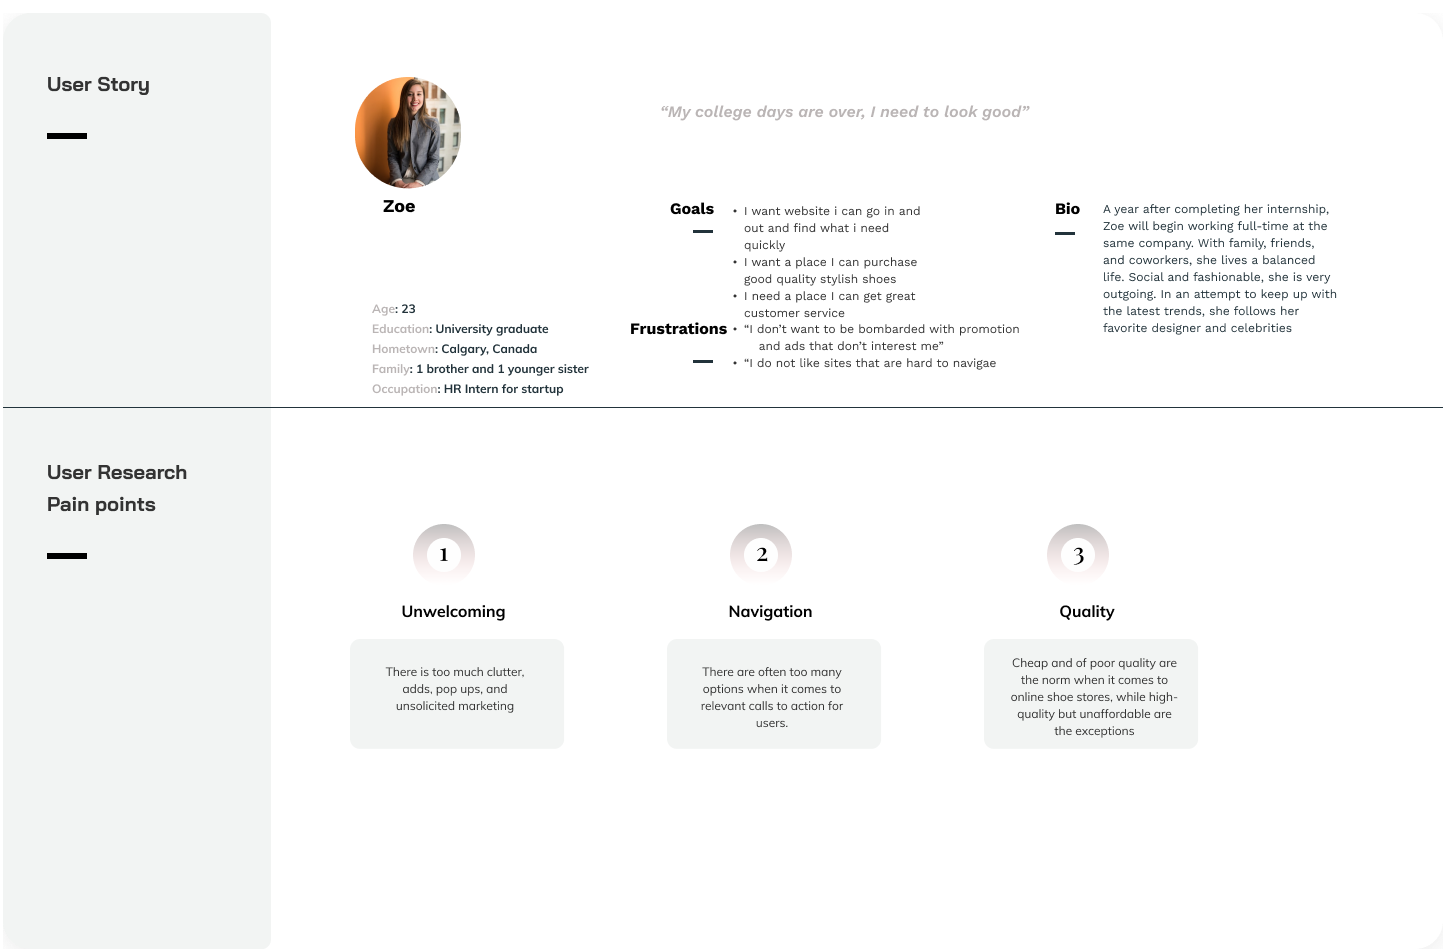 User Story
Zoe
Age: 23
Education: University graduate
Hometown: Calgary, Canada
Family: 1 brother and 1 younger sister
Occupation: HR Intern for startup
“My college days are over, I need to look good”
Goals
• I want website i can go in and
out and find what i need
quickly
• I want a place I can purchase
good quality stylish shoes
• I need a place I can get great
customer service
Frustrations
• “I don’t want to be bombarded with promotion
and ads that don’t interest me”
• “I do not like sites that are hard to navigae
Bio
A year after completing her internship,
Zoe will begin working full-time at the
same company. With family, friends,
and coworkers, she lives a balanced
life. Social and fashionable, she is very
outgoing. In an attempt to keep up with
the latest trends, she follows her
favorite designer and celebrities
User Research
Pain points
1
Unwelcoming
There is too much clutter,
adds, pop ups, and
unsolicited marketing
2
Navigation
There are often too many
options when it comes to
relevant calls to action for
users.
3
Quality
Cheap and of poor quality are
the norm when it comes to
online shoe stores, while high-
quality but unaffordable are
the exceptions